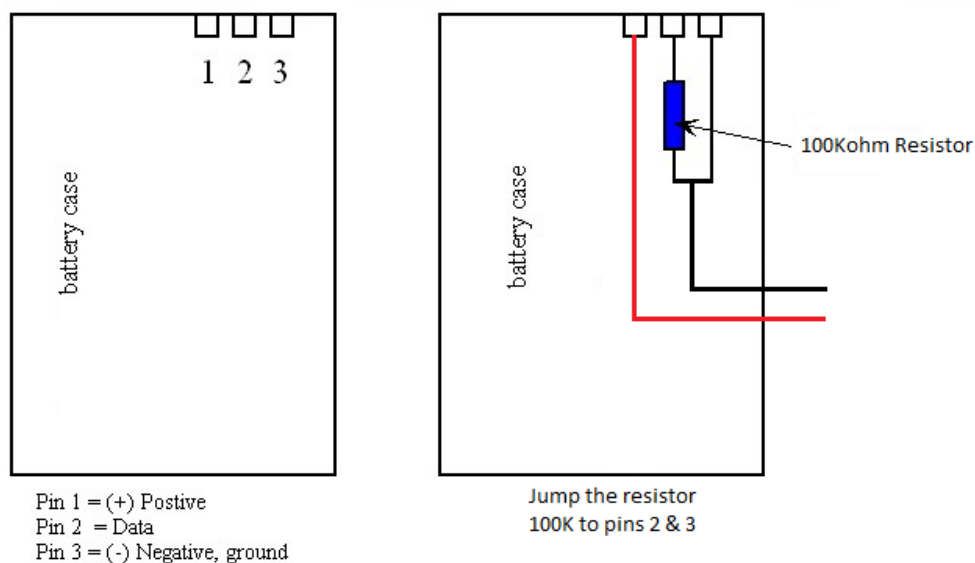 1 2 3
battery case
Pin 1 = (+) Postive
Pin 2 = Data
Pin 3 = (-) Negative, ground
battery case
100Kohm Resistor
Jump the resistor
100K to pins 2 & 3